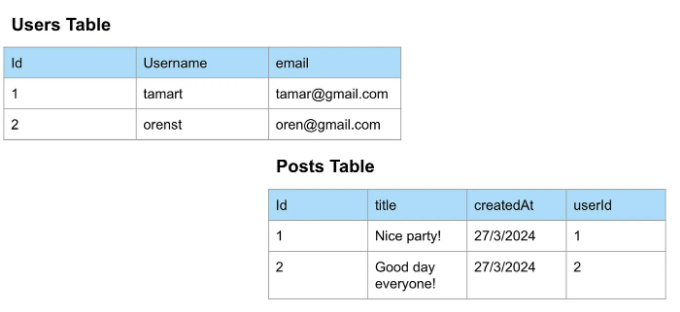 Users Table
Id Username email
1 tamart tamar@gmail.com
2 orenst oren@gmail.com
Posts Table
Id title createdAt userId
1 Nice party! 27/3/2024 1
2 Good day 27/3/2024 2
everyone!